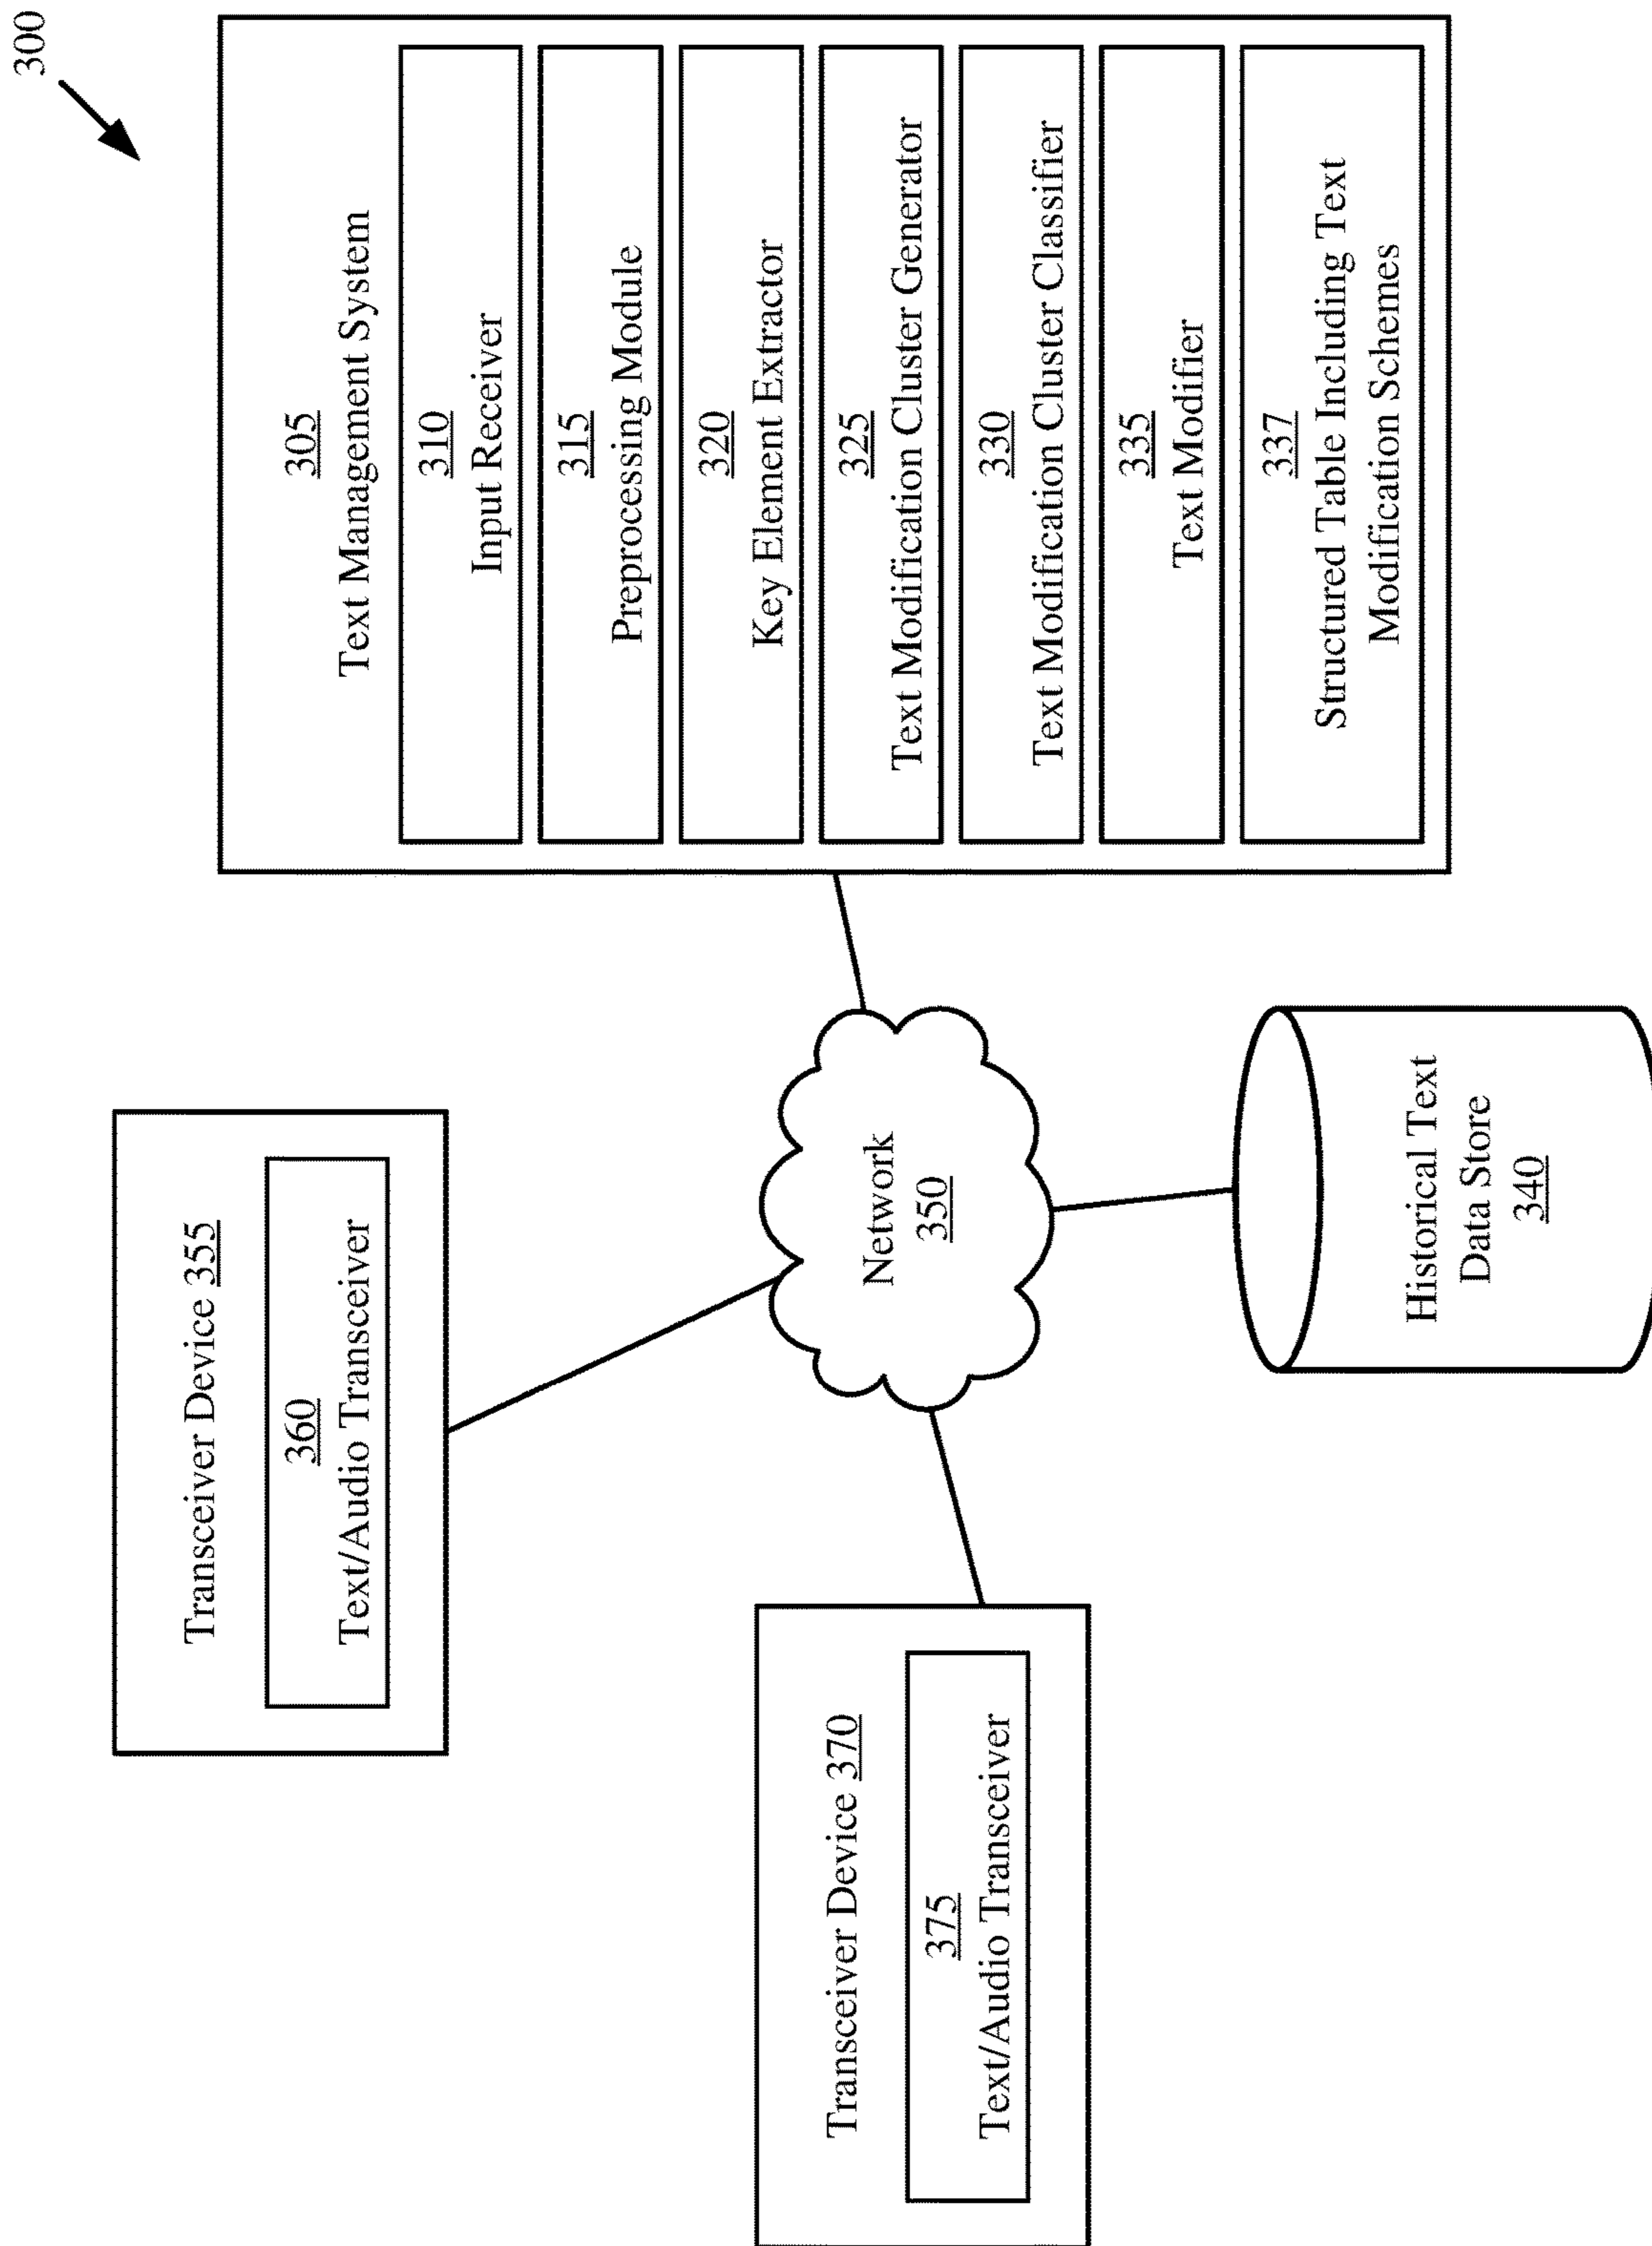 300
Transceiver Device 355
360
Text/Audio Transceiver
Transceiver Device 370
375
Text/Audio Transceiver
Network
350
Historical Text
Data Store
340
305
Text Management System
310
Input Receiver
315
Preprocessing Module
320
Key Element Extractor
325
Text Modification Cluster Generator
330
Text Modification Cluster Classifier
335
Text Modifier
337
Structured Table Including Text
Modification Schemes